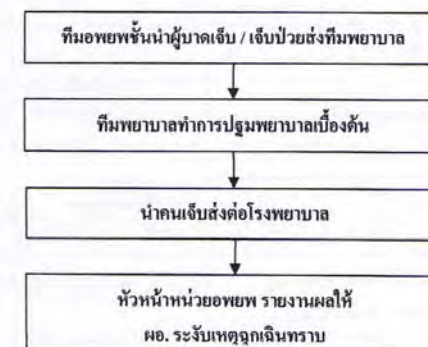 ทีมอพยพชั้นนำผู้บาดเจ็บ / เจ็บป่วยส่งทีมพยาบาล
ทีมพยาบาลทำการปฐมพยาบาลเบื้องต้น
นำคนเจ็บส่งต่อโรงพยาบาล
หัวหน้าหน่วยอพยพ รายงานผลให้
ผอ. ระงับเหตุฉุกเฉินทราบ